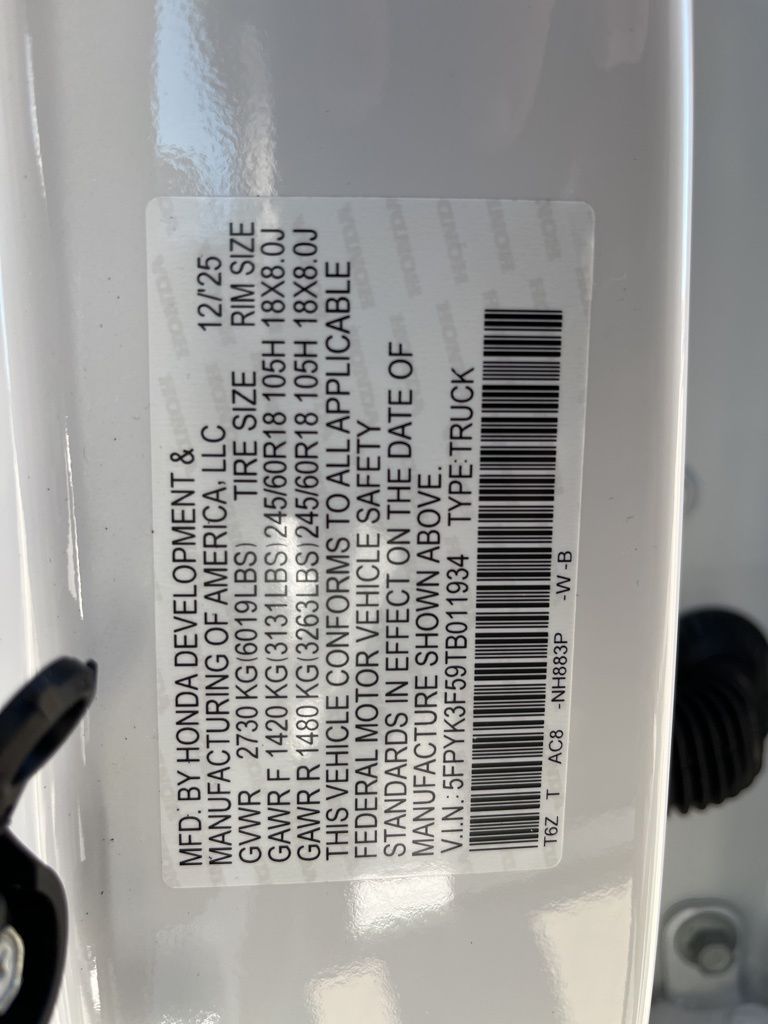 MFD. BY HONDA DEVELOPMENT &
MANUFACTURING OF AMERICA, LLC 12/'25
GVWR 2730 KG(6019LBS) TIRE SIZE RIM SIZE
GAWR F 1420 KG(3131LBS)245/60R18 105H 18X8.0J
GAWR R 1480 KG(3263LBS)245/60R18 105H 18X8.0J
THIS VEHICLE CONFORMS TO ALL APPLICABLE
FEDERAL MOTOR VEHICLE SAFETY
STANDARDS IN EFFECT ON THE DATE OF
MANUFACTURE SHOWN ABOVE.
V.I.N.: 5FPYK3F59TB011934 TYPE:TRUCK
T6Z T AC8 -NH883P -W -B